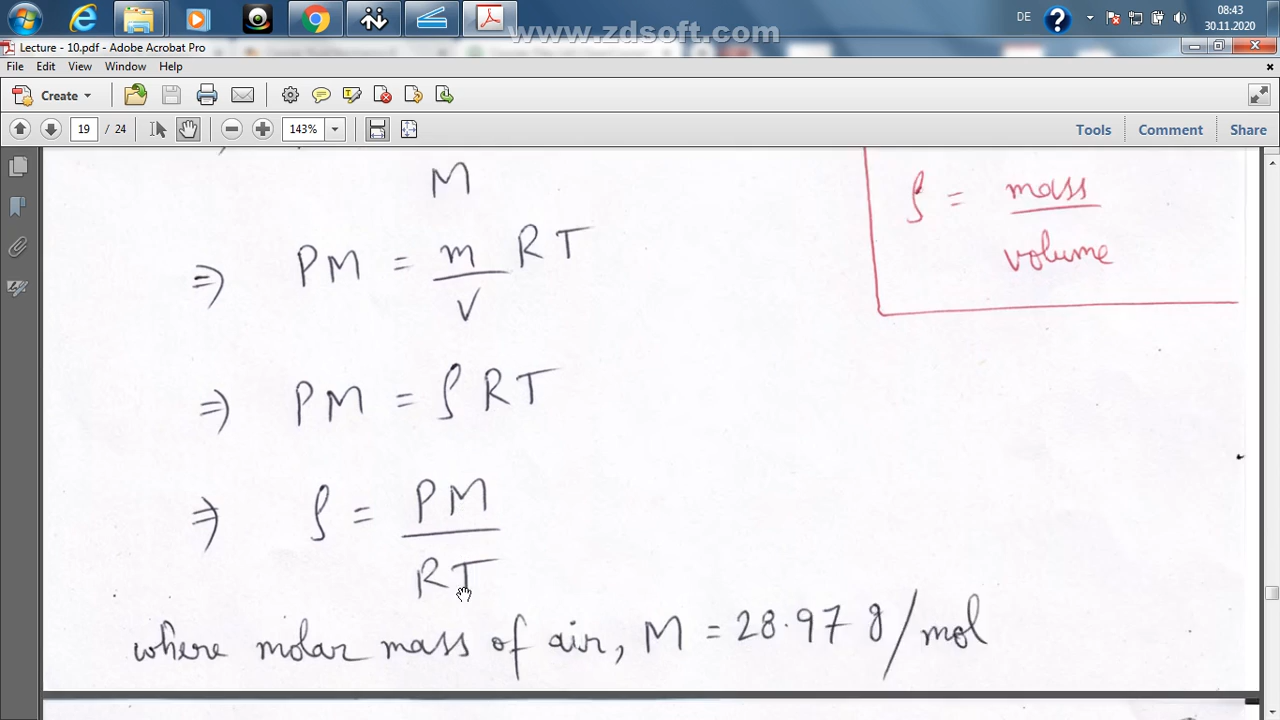 08:43
DE
30.11.2020
www.zdsoft.com
Lecture - 10.pdf - Adobe Acrobat Pro
File Edit View Window Help
Create
19 / 24 143% Tools Comment Share
M
ρ = mass
volume
⇒ PM = m RT
V
⇒ PM = ρ RT
⇒ ρ = PM
RT
where molar mass of air, M = 28.97 g/mol